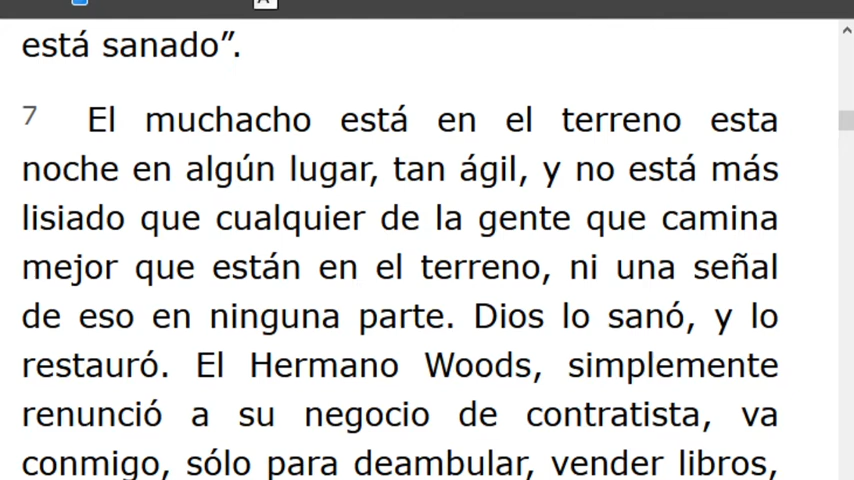 está sanado”.
7 El muchacho está en el terreno esta
noche en algún lugar, tan ágil, y no está más
lisiado que cualquier de la gente que camina
mejor que están en el terreno, ni una señal
de eso en ninguna parte. Dios lo sanó, y lo
restauró. El Hermano Woods, simplemente
renunció a su negocio de contratista, va
conmigo, sólo para deambular, vender libros,